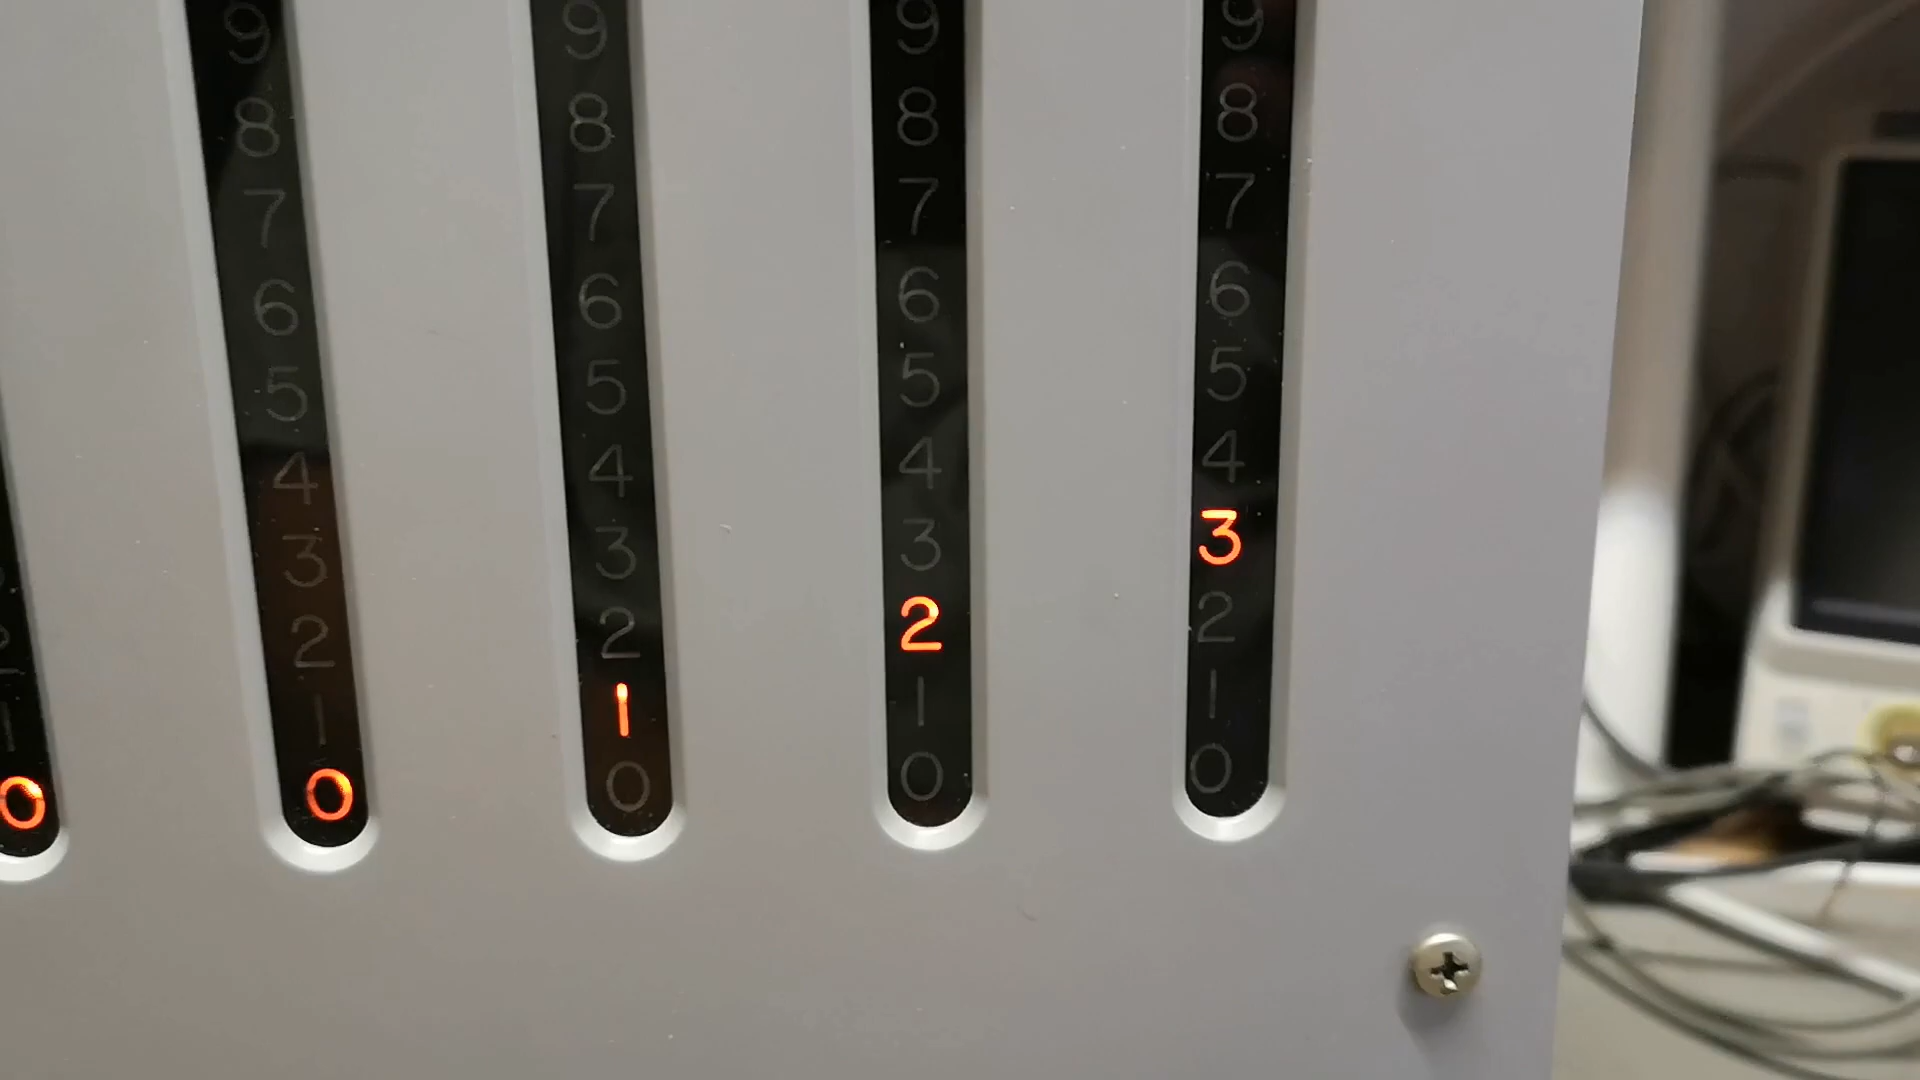 9 9 9 9
8 8 8 8
7 7 7 7
6 6 6 6
5 5 5 5
4 4 4 4
3 3 3 3
2 2 2 2
1 1 1 1 1
0 0 0 0 0